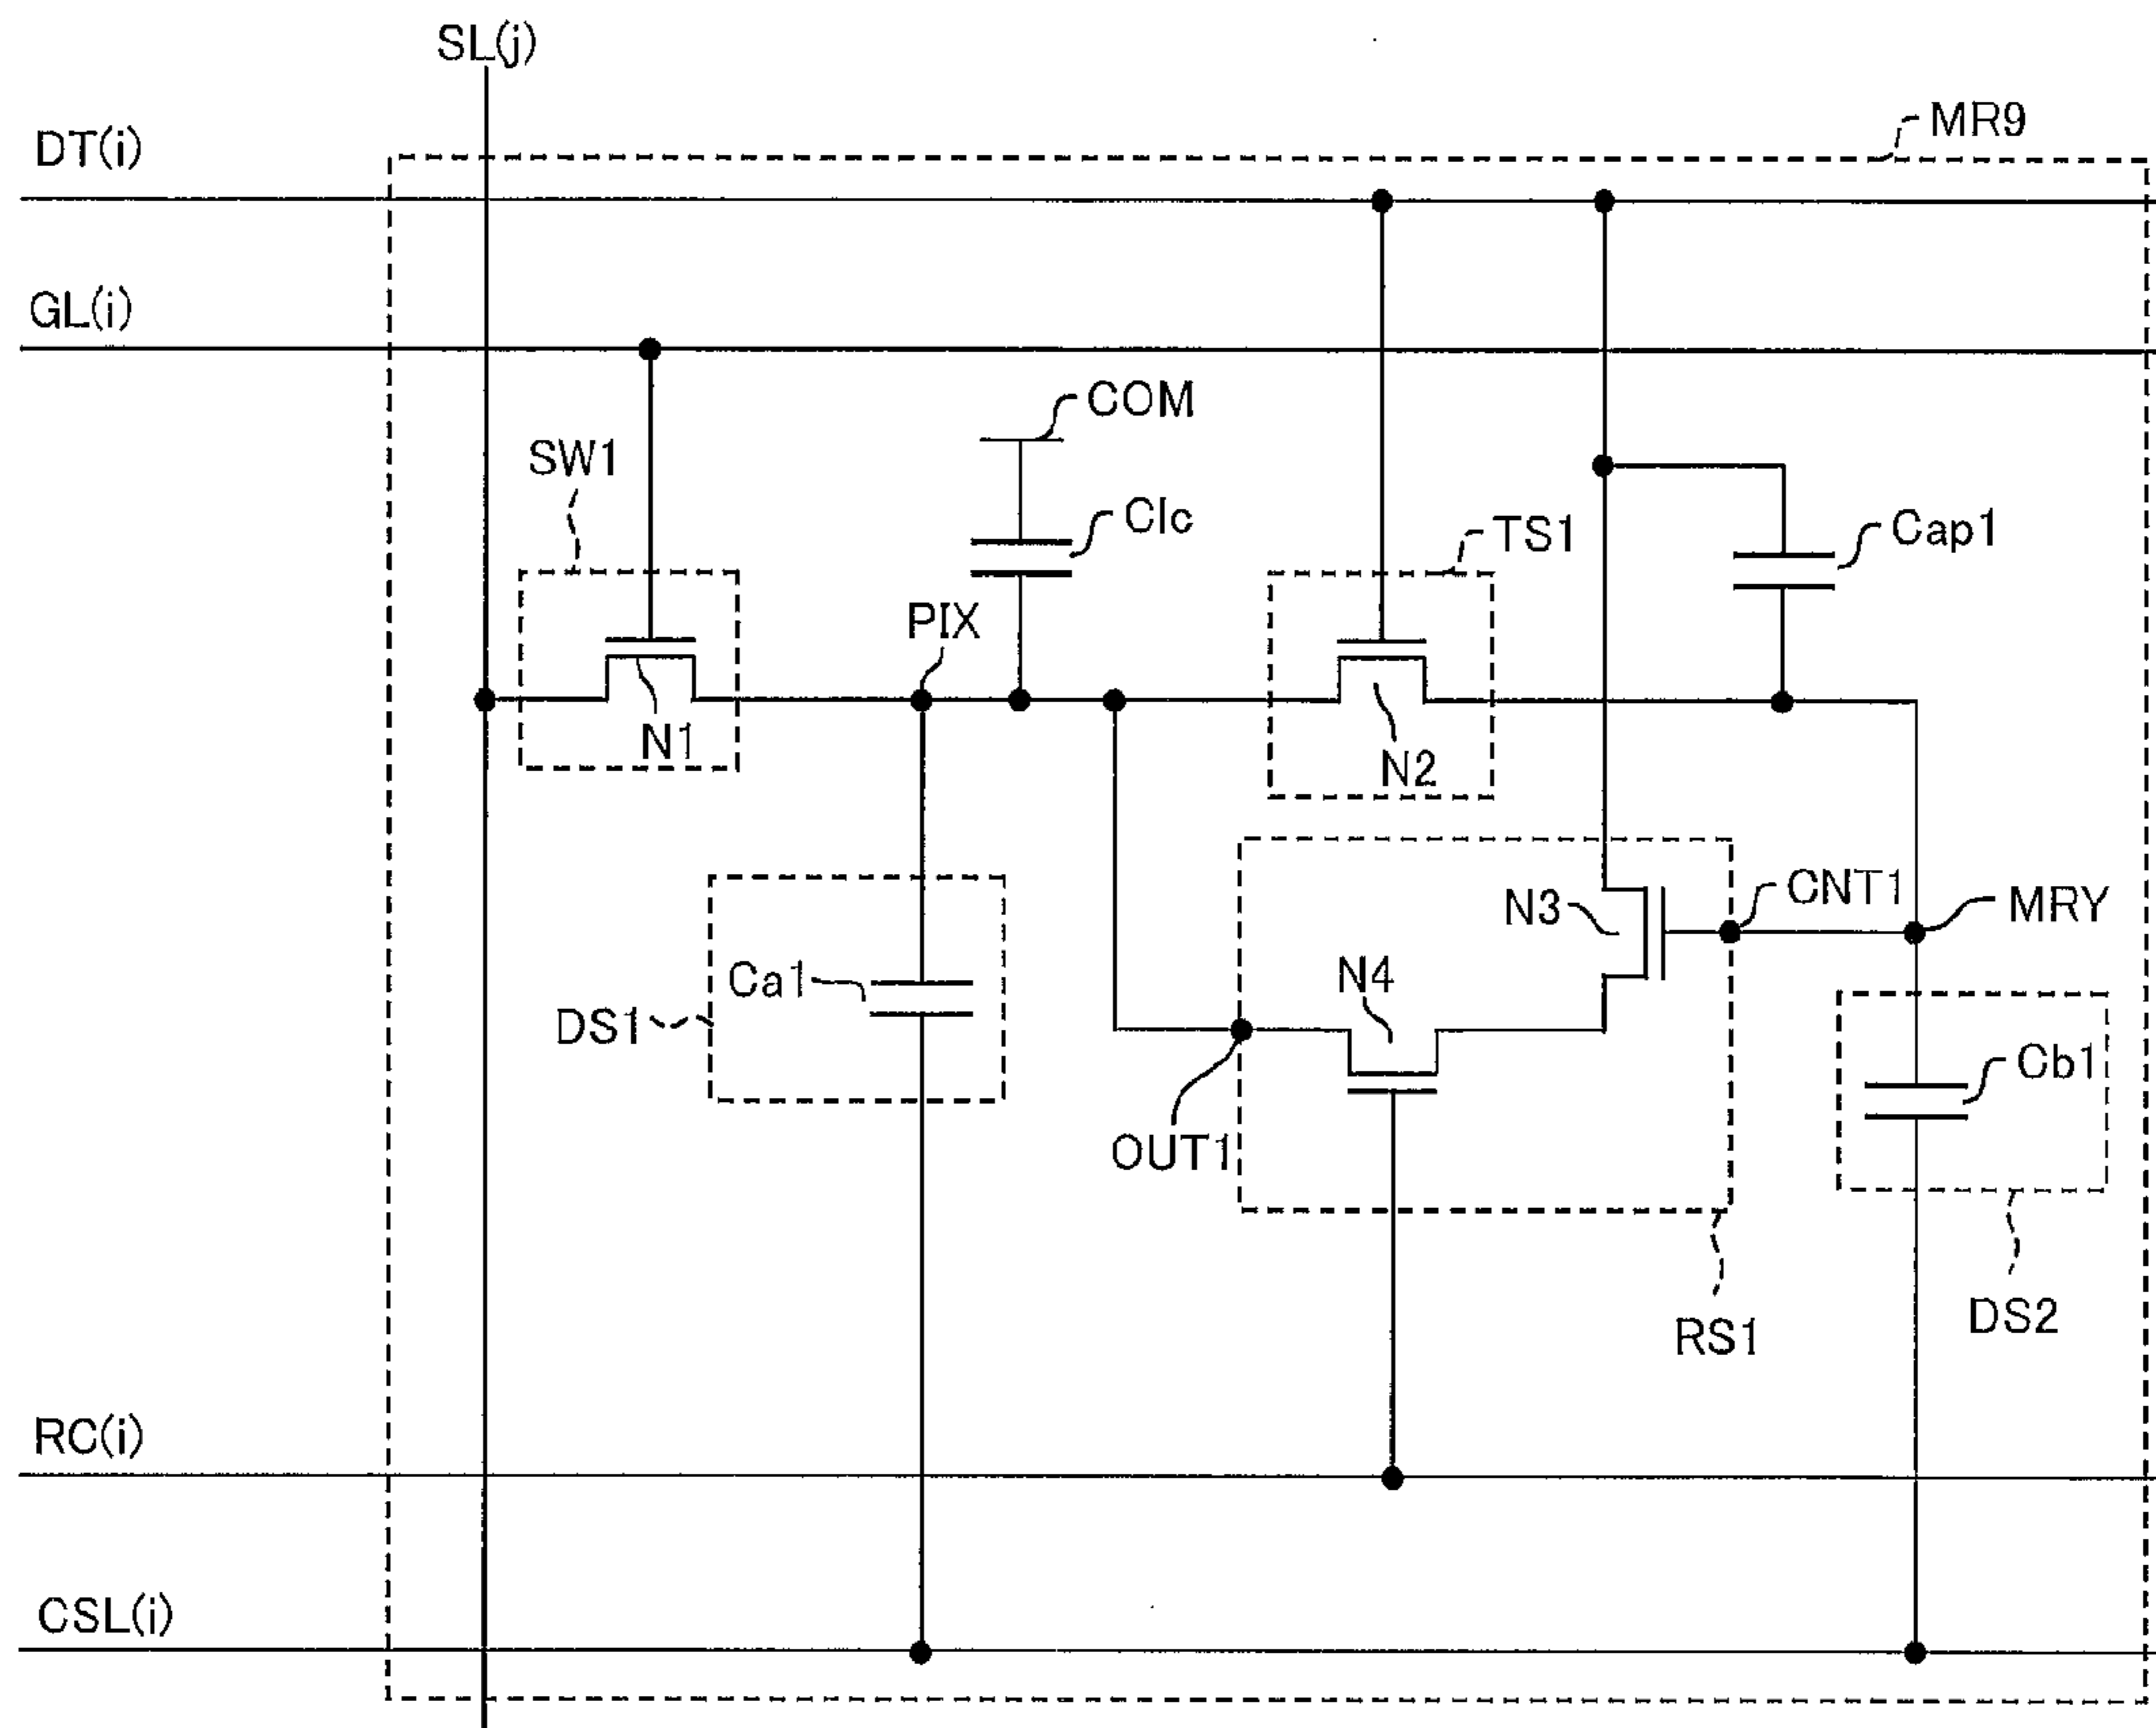 SL(j)
MR9
DT(i)
GL(i)
COM
SW1
Clc
TS1
Cap1
PIX
N1
N2
CNT1
N3
MRY
Ca1
N4
DS1
Cb1
OUT1
DS2
RS1
RC(i)
CSL(i)